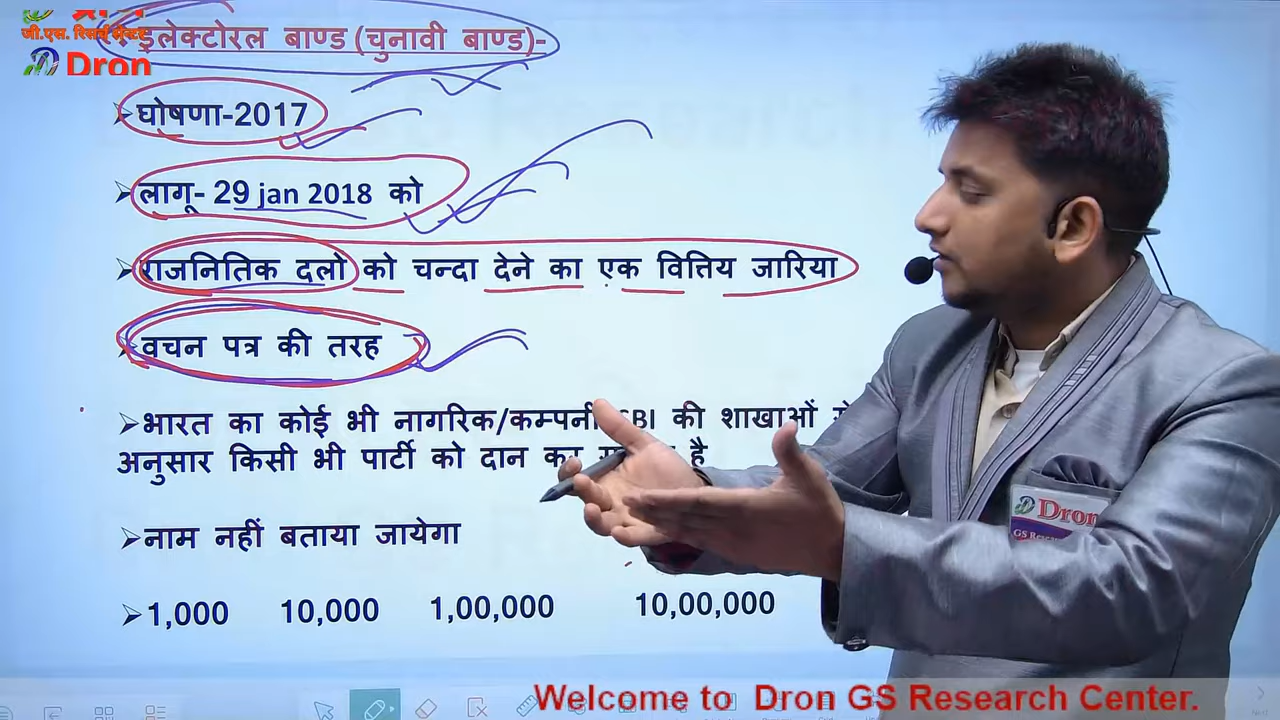 जी.एस. रिसर्च सेन्टर
Dron
इलेक्टोरल बाण्ड (चुनावी बाण्ड)-
घोषणा-2017
लागू- 29 jan 2018 को
राजनितिक दलो को चन्दा देने का एक वित्तिय जारिया
वचन पत्र की तरह
भारत का कोई भी नागरिक/कम्पनी SBI की शाखाओं
अनुसार किसी भी पार्टी को दान कर है
नाम नहीं बताया जायेगा
1,000 10,000 1,00,000 10,00,000
Dron
GS
Welcome to Dron GS Research Center.